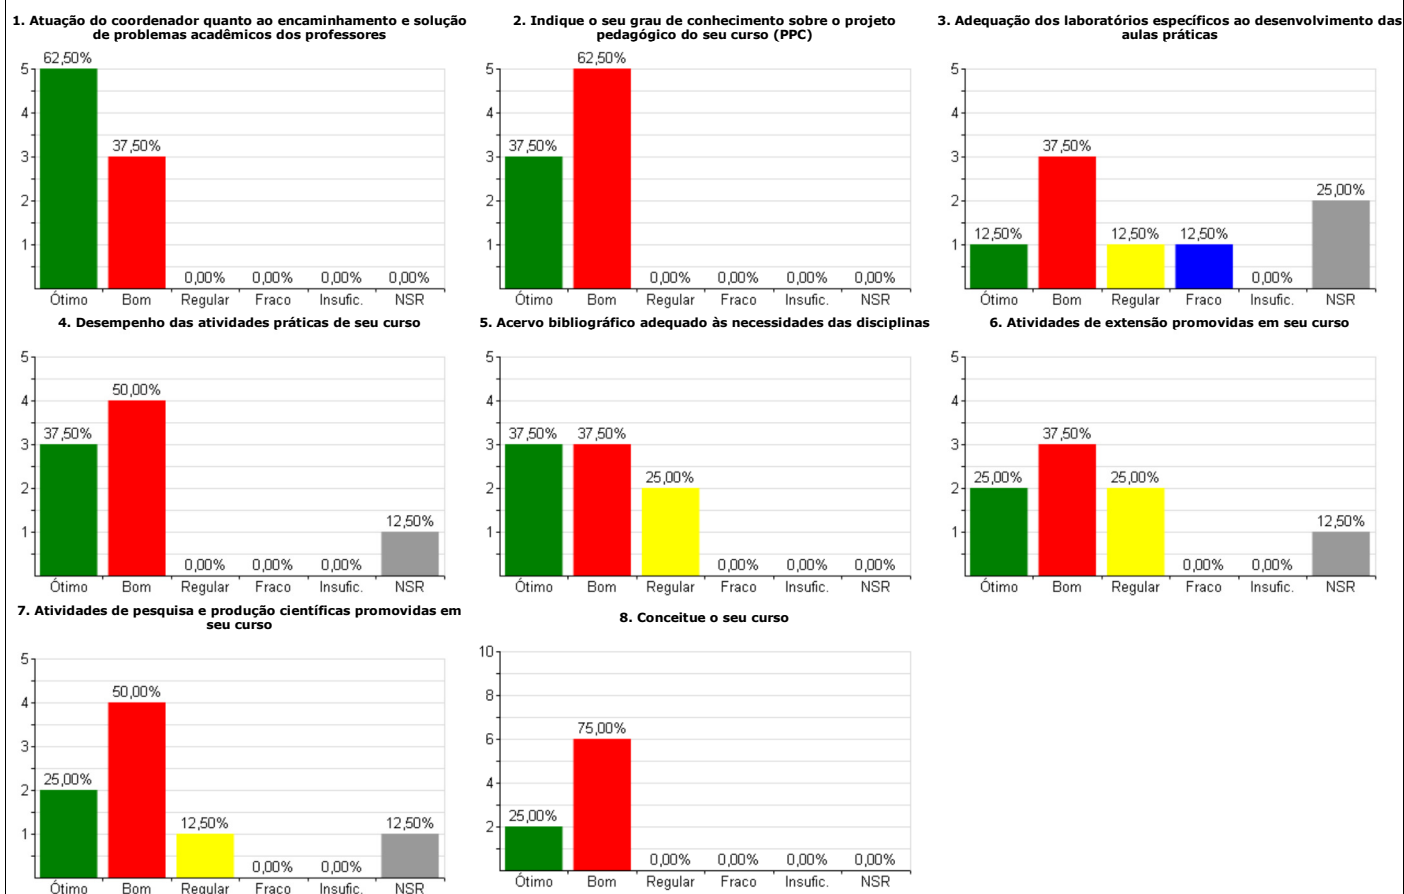 1. Atuação do coordenador quanto ao encaminhamento e solução
de problemas acadêmicos dos professores
62,50%
5
4
37,50%
3
2
1
0,00% 0,00% 0,00% 0,00%
Ótimo Bom Regular Fraco Insufic. NSR
2. Indique o seu grau de conhecimento sobre o projeto
pedagógico do seu curso (PPC)
62,50%
5
4
37,50%
3
2
1
0,00% 0,00% 0,00% 0,00%
Ótimo Bom Regular Fraco Insufic. NSR
3. Adequação dos laboratórios específicos ao desenvolvimento das
aulas práticas
5
4
37,50%
3
25,00%
2
12,50% 12,50% 12,50%
1
0,00%
Ótimo Bom Regular Fraco Insufic. NSR
4. Desempenho das atividades práticas de seu curso
5
50,00%
4
37,50%
3
2
12,50%
1
0,00% 0,00% 0,00%
Ótimo Bom Regular Fraco Insufic. NSR
5. Acervo bibliográfico adequado às necessidades das disciplinas
5
4
37,50% 37,50%
3
25,00%
2
1
0,00% 0,00% 0,00%
Ótimo Bom Regular Fraco Insufic. NSR
6. Atividades de extensão promovidas em seu curso
5
4
37,50%
3
25,00% 25,00%
2
12,50%
1
0,00% 0,00%
Ótimo Bom Regular Fraco Insufic. NSR
7. Atividades de pesquisa e produção científicas promovidas em
seu curso
5
50,00%
4
3
25,00%
2
12,50% 12,50%
1
0,00% 0,00%
Ótimo Bom Regular Fraco Insufic. NSR
8. Conceitue o seu curso
10
8
75,00%
6
4
25,00%
2
0,00% 0,00% 0,00% 0,00%
Ótimo Bom Regular Fraco Insufic. NSR